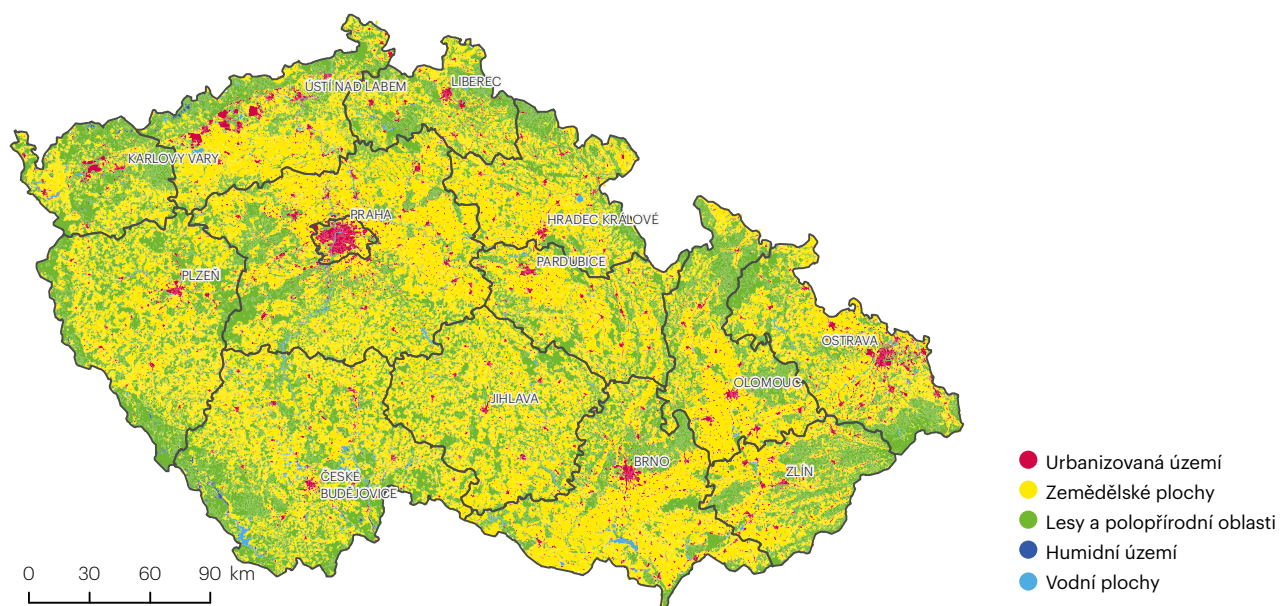 ÚSTÍ NAD LABEM
LIBEREC
KARLOVY VARY
PRAHA
HRADEC KRÁLOVÉ
PARDUBICE
PLZEŇ
OSTRAVA
OLOMOUC
JIHLAVA
BRNO
ZLÍN
ČESKÉ
BUDĚJOVICE
Urbanizovaná území
Zemědělské plochy
Lesy a polopřírodní oblasti
Humidní území
Vodní plochy
0 30 60 90 km